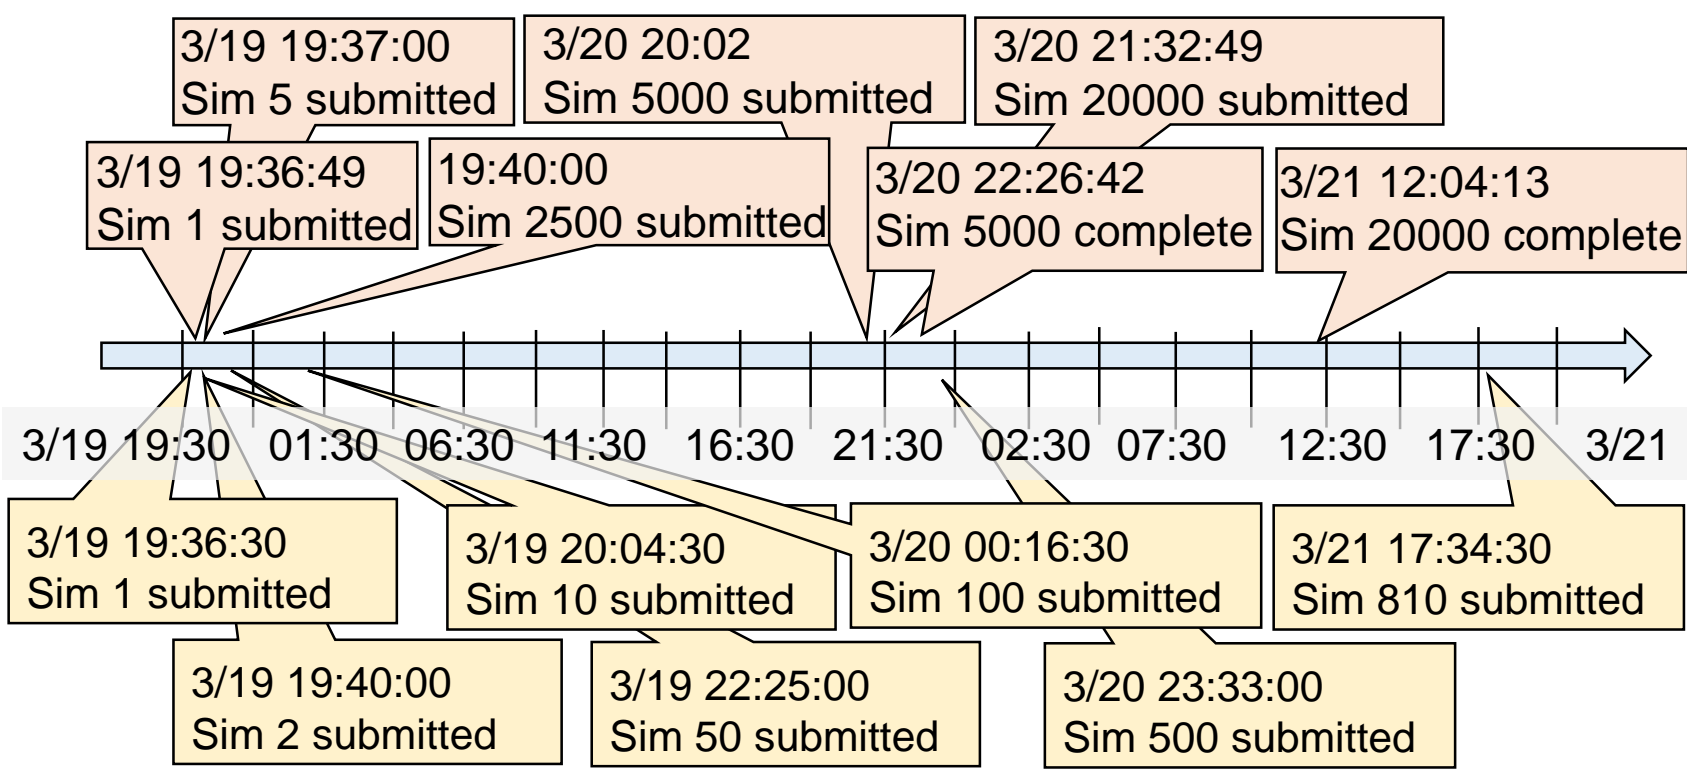 3/19 19:37:00
Sim 5 submitted
3/20 20:02
Sim 5000 submitted
3/20 21:32:49
Sim 20000 submitted
3/19 19:36:49
Sim 1 submitted
19:40:00
Sim 2500 submitted
3/20 22:26:42
Sim 5000 complete
3/21 12:04:13
Sim 20000 complete
3/19 19:30 01:30 06:30 11:30 16:30 21:30 02:30 07:30 12:30 17:30 3/21
3/19 19:36:30
Sim 1 submitted
3/19 20:04:30
Sim 10 submitted
3/20 00:16:30
Sim 100 submitted
3/21 17:34:30
Sim 810 submitted
3/19 19:40:00
Sim 2 submitted
3/19 22:25:00
Sim 50 submitted
3/20 23:33:00
Sim 500 submitted